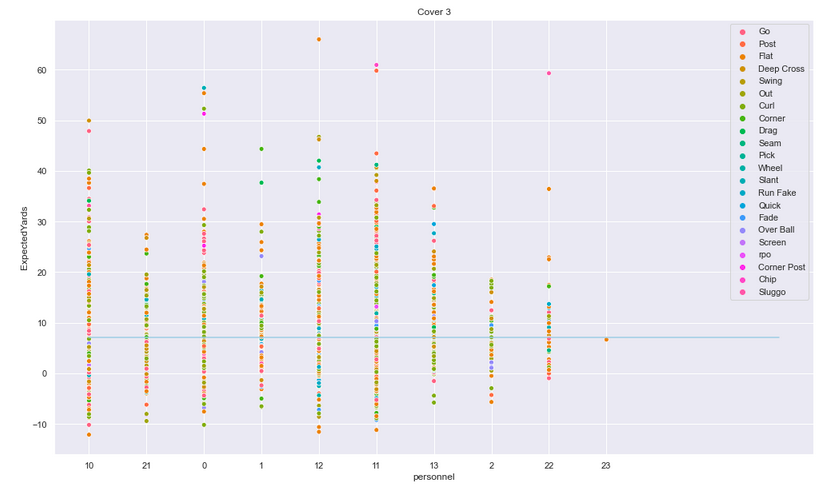 Cover 3
ExpectedYards
60
50
40
30
20
10
0
−10
10 21 0 1 12 11 13 2 22 23
personnel
Go
Post
Flat
Deep Cross
Swing
Out
Curl
Corner
Drag
Seam
Pick
Wheel
Slant
Run Fake
Quick
Fade
Over Ball
Screen
rpo
Corner Post
Chip
Sluggo